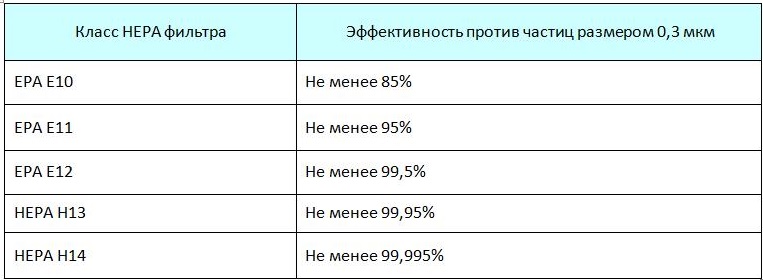 Класс HEPA фильтра
Эффективность против частиц размером 0,3 мкм
EPA E10
Не менее 85%
EPA E11
Не менее 95%
EPA E12
Не менее 99,5%
HEPA H13
Не менее 99,95%
HEPA H14
Не менее 99,995%